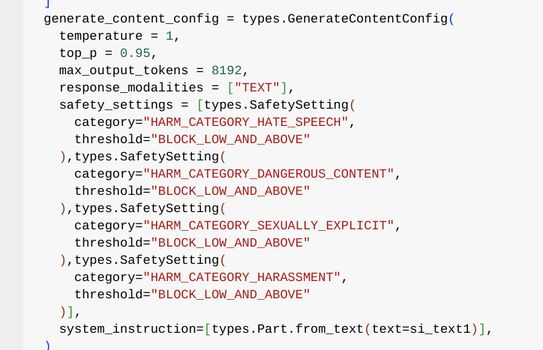 ]
generate_content_config = types.GenerateContentConfig(
temperature = 1,
top_p = 0.95,
max_output_tokens = 8192,
response_modalities = ["TEXT"],
safety_settings = [types.SafetySetting(
category="HARM_CATEGORY_HATE_SPEECH",
threshold="BLOCK_LOW_AND_ABOVE"
),types.SafetySetting(
category="HARM_CATEGORY_DANGEROUS_CONTENT",
threshold="BLOCK_LOW_AND_ABOVE"
),types.SafetySetting(
category="HARM_CATEGORY_SEXUALLY_EXPLICIT",
threshold="BLOCK_LOW_AND_ABOVE"
),types.SafetySetting(
category="HARM_CATEGORY_HARASSMENT",
threshold="BLOCK_LOW_AND_ABOVE"
)],
system_instruction=[types.Part.from_text(text=si_text1)],
)